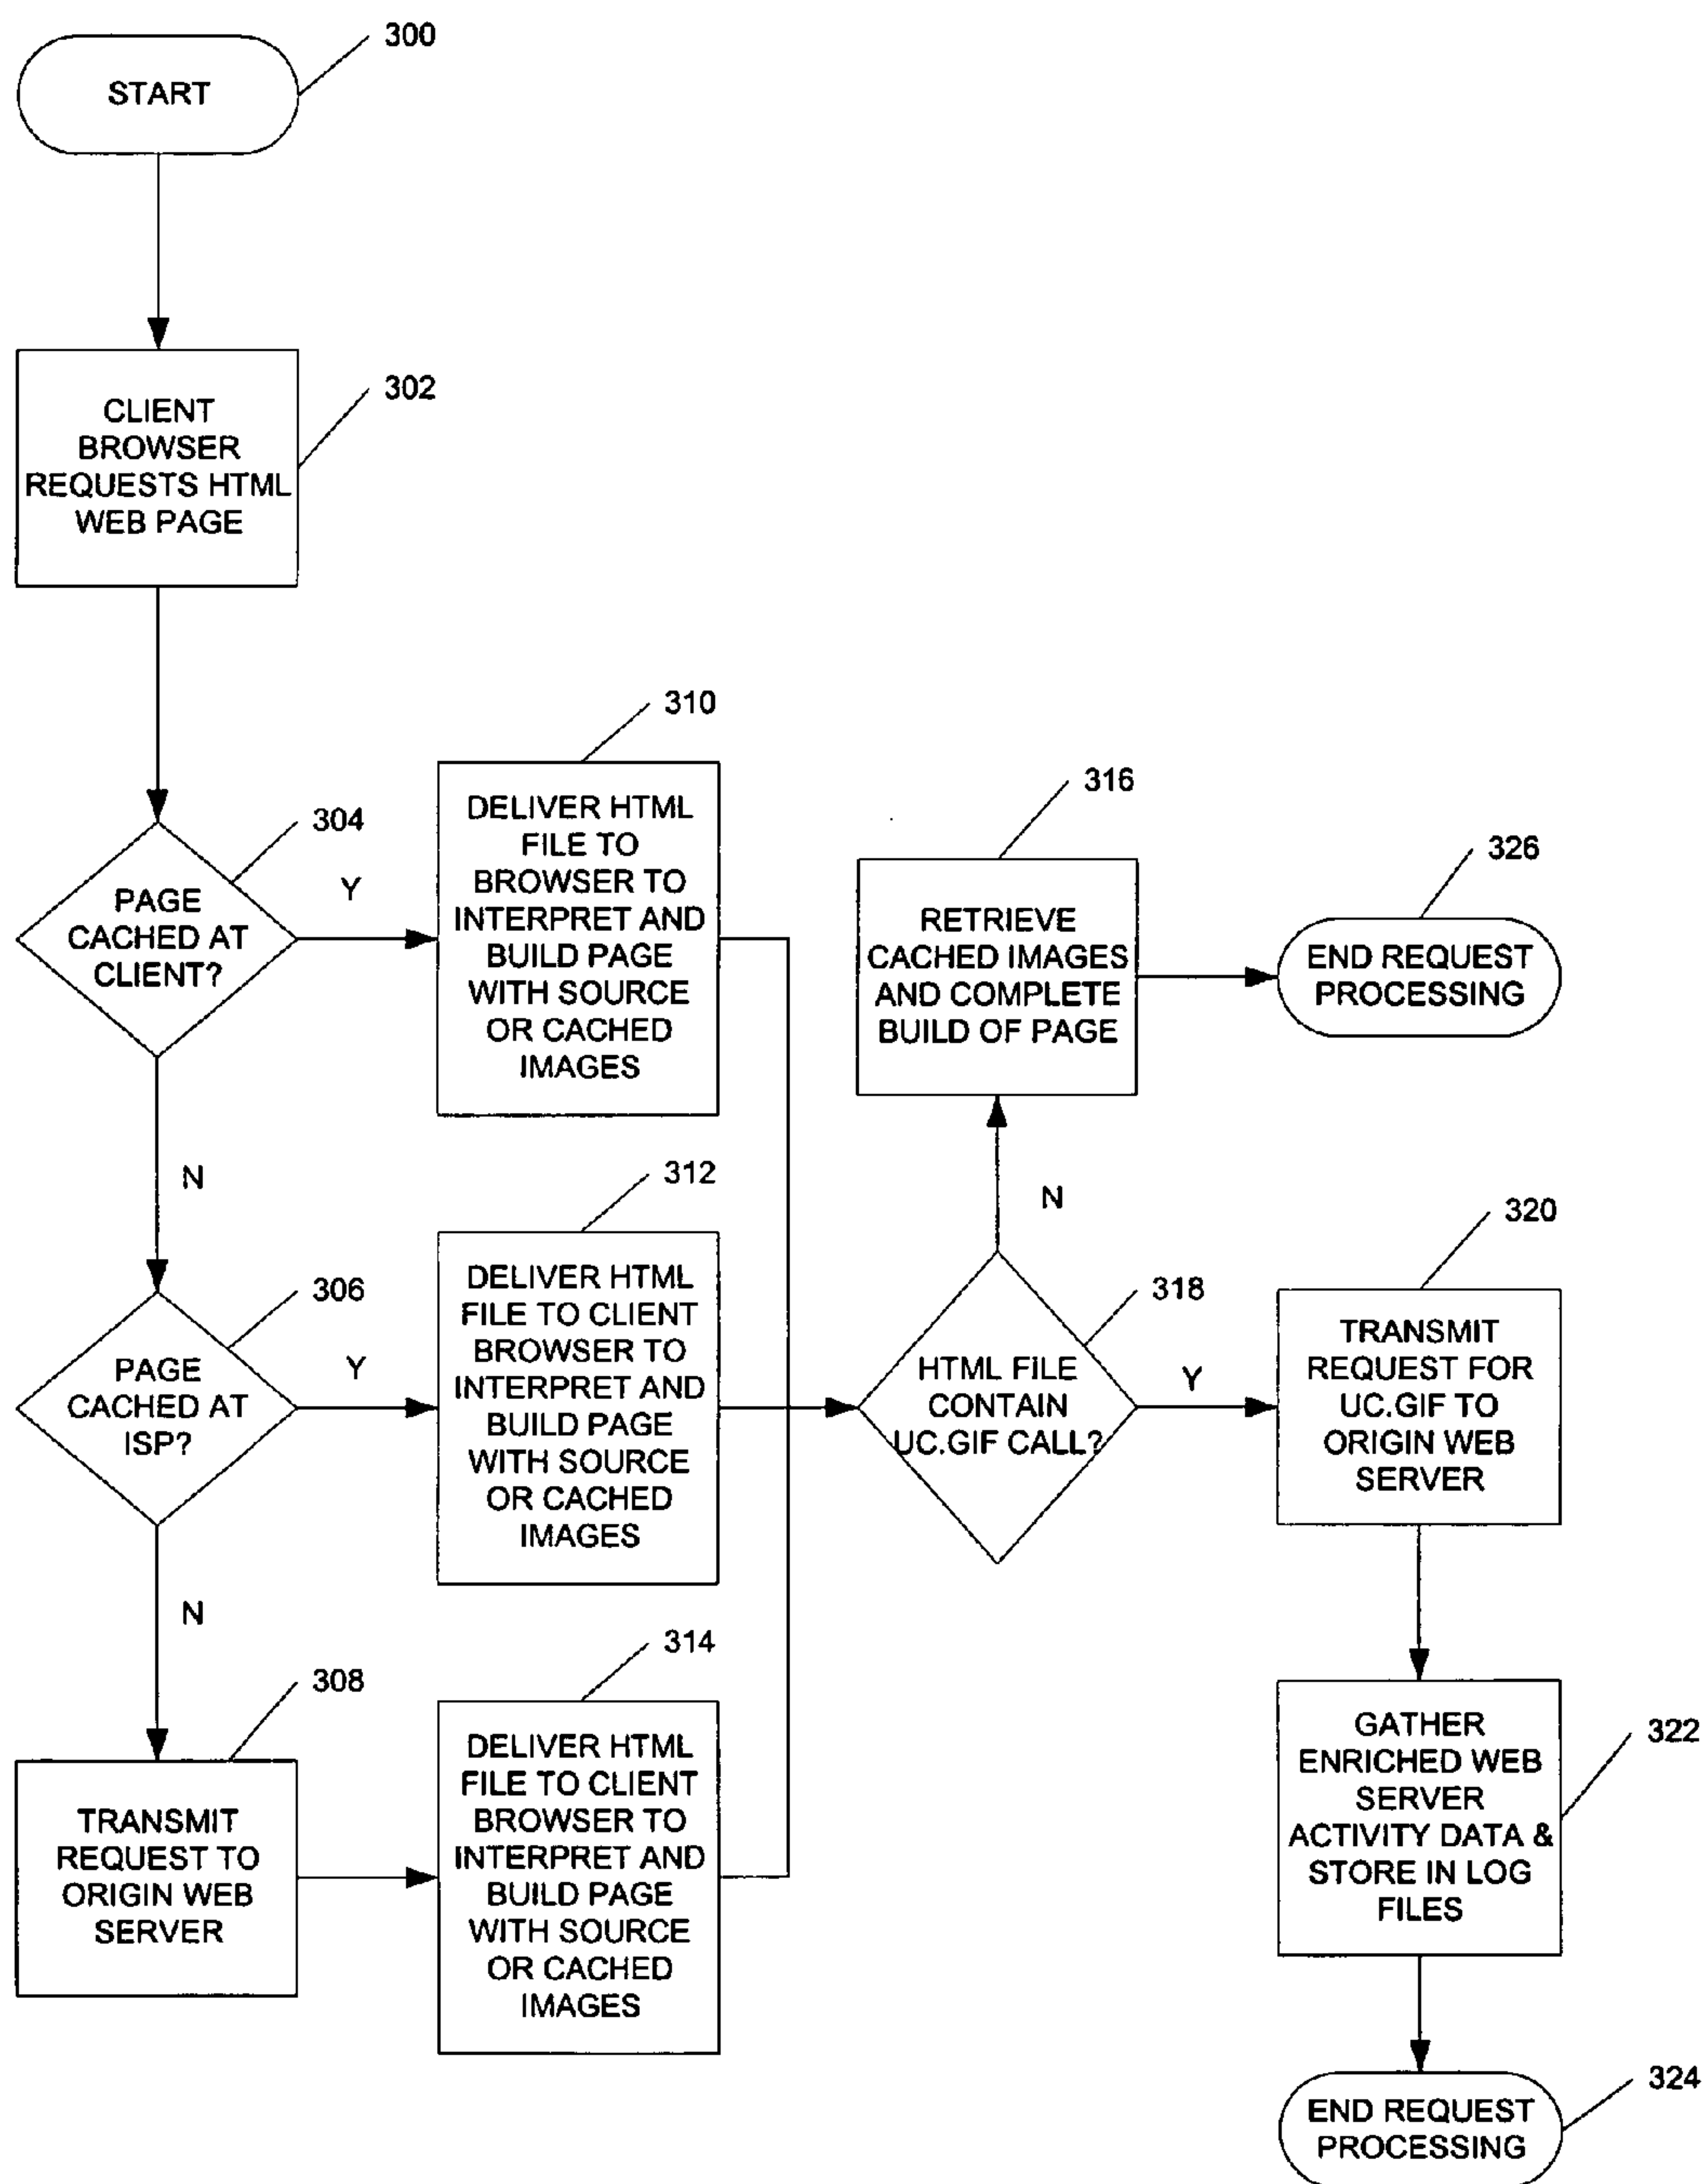 300
START
302
CLIENT
BROWSER
REQUESTS HTML
WEB PAGE
304
PAGE
CACHED AT
CLIENT?
Y
N
310
DELIVER HTML
FILE TO
BROWSER TO
INTERPRET AND
BUILD PAGE
WITH SOURCE
OR CACHED
IMAGES
306
PAGE
CACHED AT
ISP?
Y
N
312
DELIVER HTML
FILE TO CLIENT
BROWSER TO
INTERPRET AND
BUILD PAGE
WITH SOURCE
OR CACHED
IMAGES
308
TRANSMIT
REQUEST TO
ORIGIN WEB
SERVER
314
DELIVER HTML
FILE TO CLIENT
BROWSER TO
INTERPRET AND
BUILD PAGE
WITH SOURCE
OR CACHED
IMAGES
316
RETRIEVE
CACHED IMAGES
AND COMPLETE
BUILD OF PAGE
326
END REQUEST
PROCESSING
N
318
HTML FILE
CONTAIN
UC.GIF CALL?
Y
320
TRANSMIT
REQUEST FOR
UC.GIF TO
ORIGIN WEB
SERVER
322
GATHER
ENRICHED WEB
SERVER
ACTIVITY DATA &
STORE IN LOG
FILES
324
END REQUEST
PROCESSING